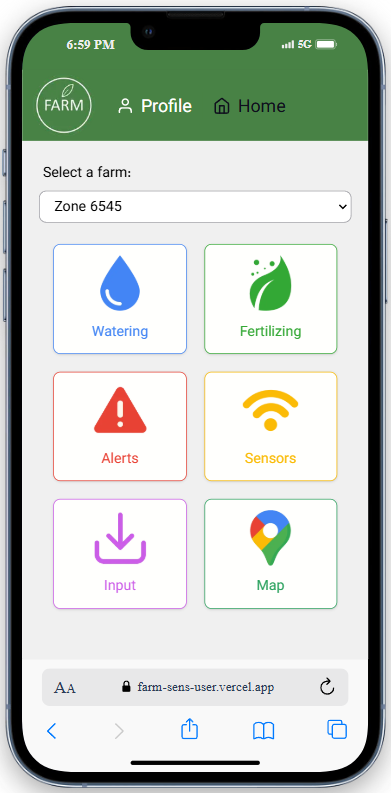 6:59 PM 5G
FARM Profile Home
Select a farm:
Zone 6545
Watering Fertilizing
Alerts Sensors
Input Map
AA farm-sens-user.vercel.app